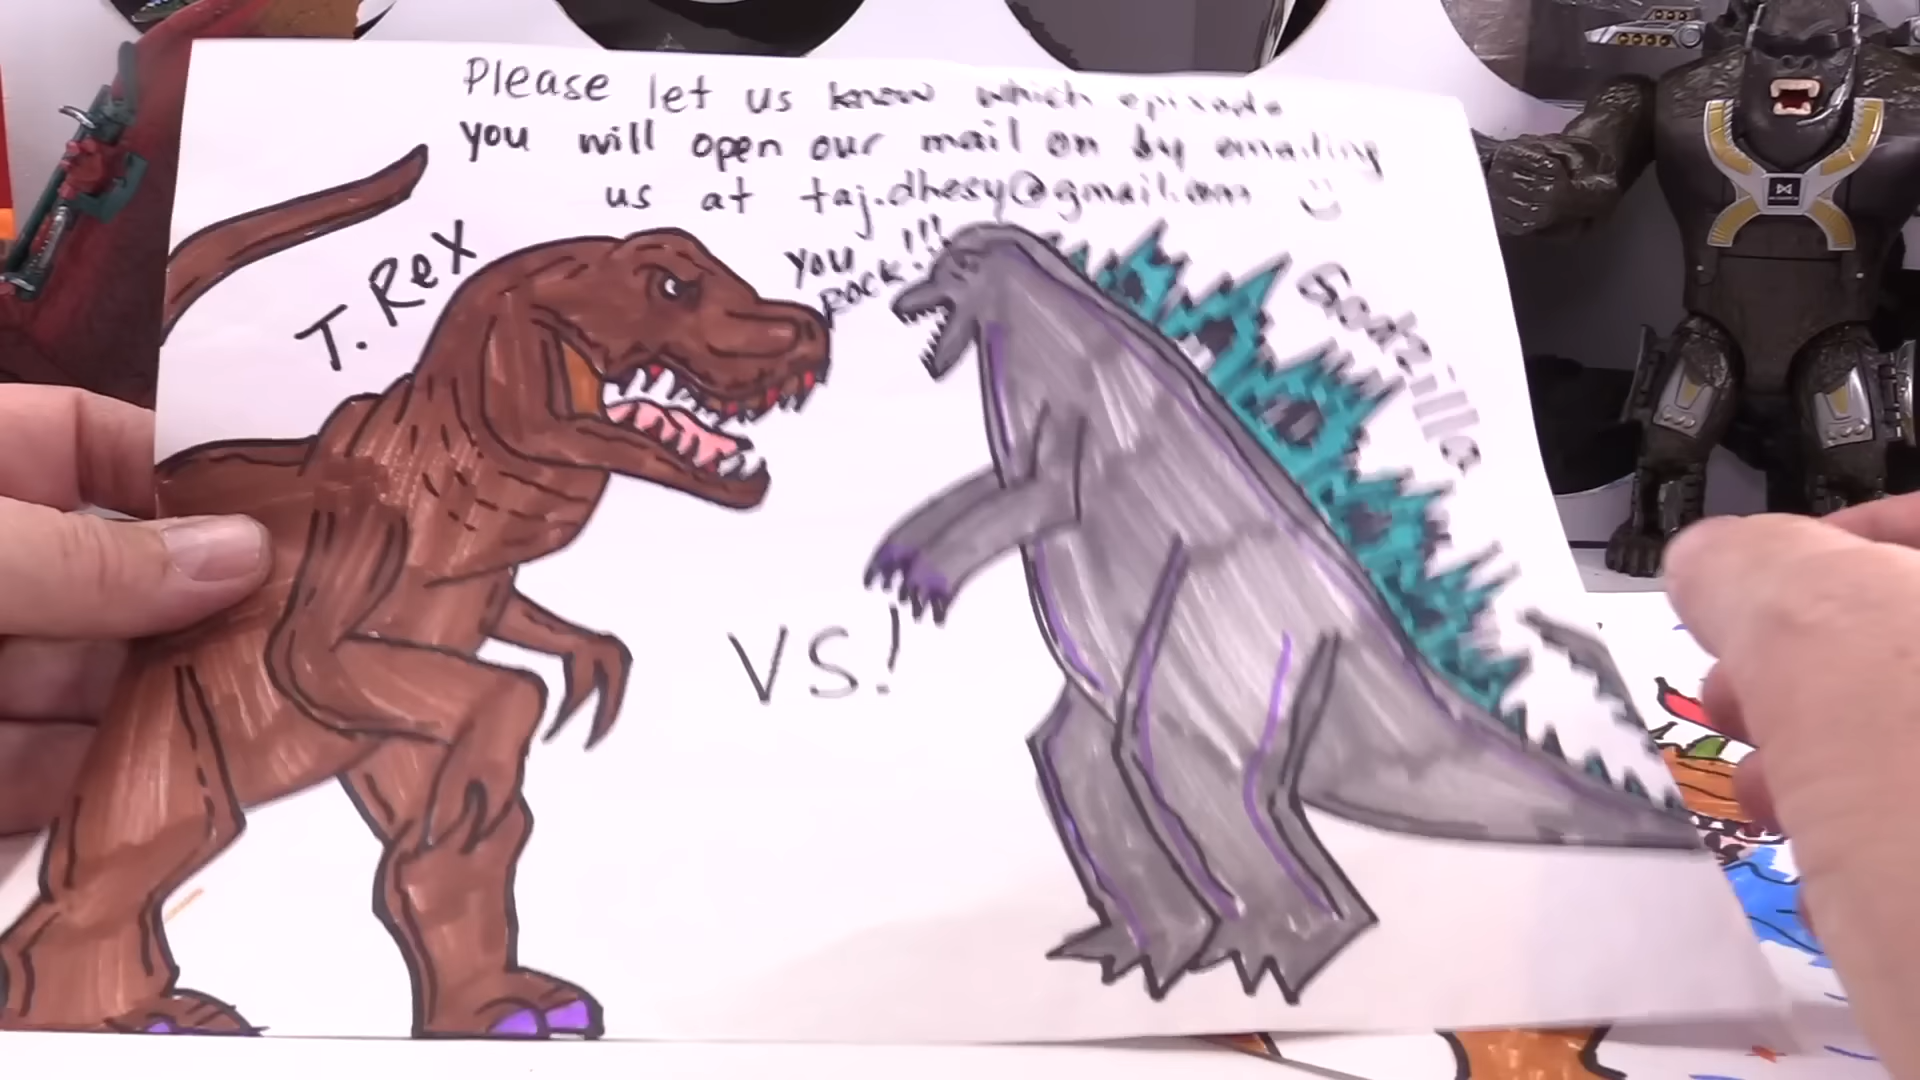 Please let us know which episode
you will open our mail on by emailing
us at taj.dhesy@gmail.com
YOU
ROCK!!!
T. Rex
Godzilla
VS!